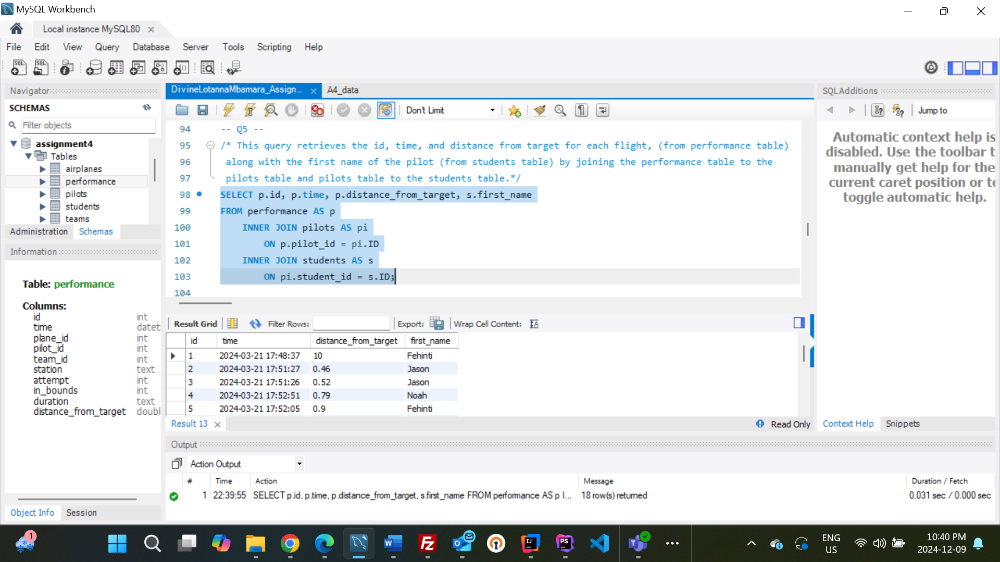 MySQL Workbench
Local instance MySQL80
File Edit View Query Database Server Tools Scripting Help
Navigator
SCHEMAS
Filter objects
assignment4
Tables
airplanes
performance
pilots
students
teams
Administration Schemas
Information
Table: performance
Columns:
id int
time datet
plane_id int
pilot_id int
team_id int
station text
attempt int
in_bounds int
duration text
distance_from_target doubl
Object Info Session
DivineLotannaMbamara_Assign... A4_data
Don't Limit
94 -- Q5 --
95 /* This query retrieves the id, time, and distance from target for each flight, (from performance table)
96 along with the first name of the pilot (from students table) by joining the performance table to the
97 pilots table and pilots table to the students table.*/
98 SELECT p.id, p.time, p.distance_from_target, s.first_name
99 FROM performance AS p
100 INNER JOIN pilots AS pi
101 ON p.pilot_id = pi.ID
102 INNER JOIN students AS s
103 ON pi.student_id = s.ID;
104
Result Grid Filter Rows: Export: Wrap Cell Content:
id time distance_from_target first_name
1 2024-03-21 17:48:37 10 Fehinti
2 2024-03-21 17:51:27 0.46 Jason
3 2024-03-21 17:51:26 0.52 Jason
4 2024-03-21 17:52:51 0.79 Noah
5 2024-03-21 17:52:05 0.9 Fehinti
Result 13 Read Only
SQLAdditions
Jump to
Automatic context help is
disabled. Use the toolbar t
manually get help for the
current caret position or to
toggle automatic help.
Context Help Snippets
Output
Action Output
# Time Action Message Duration / Fetch
1 22:39:55 SELECT p.id, p.time, p.distance_from_target, s.first_name FROM performance AS p I... 18 row(s) returned 0.031 sec / 0.000 sec
1
ENG
US
10:40 PM
2024-12-09